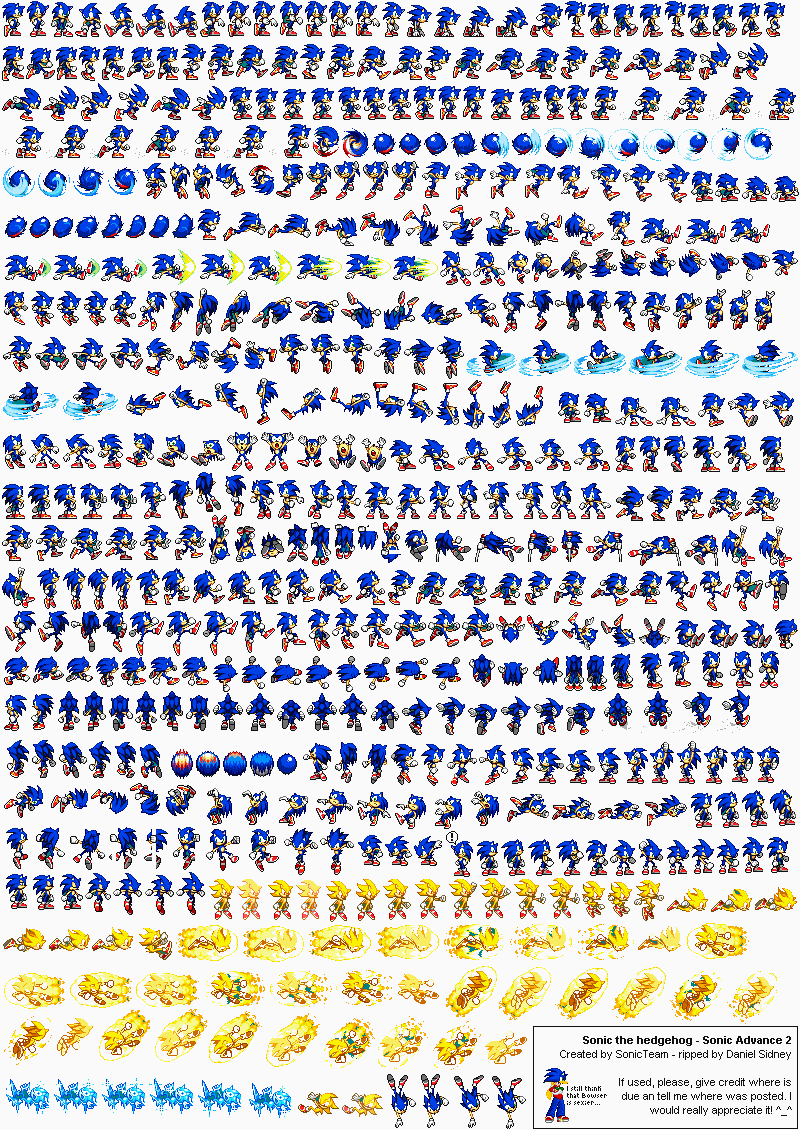 !
Sonic the hedgehog - Sonic Advance 2
Created by SonicTeam - ripped by Daniel Sidney
I still think
that Bowser
is sexier...
If used, please, give credit where is
due an tell me where was posted. I
would really appreciate it! ^_^